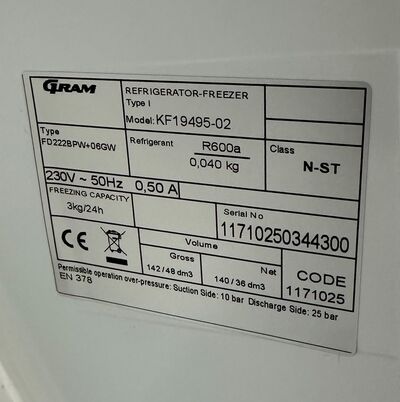 GRAM
REFRIGERATOR-FREEZER
Type I
Model: KF19495-02
Type
FD222BPW+06GW
Refrigerant
R600a
0,040 kg
Class
N-ST
230V ~ 50Hz 0,50 A
FREEZING CAPACITY
3kg/24h
Serial No
11710250344300
CE
Volume
Gross
142/48 dm3
Net
140/36 dm3
CODE
1171025
Permissible operation over-pressure: Suction Side: 10 bar Discharge Side: 25 bar
EN 378